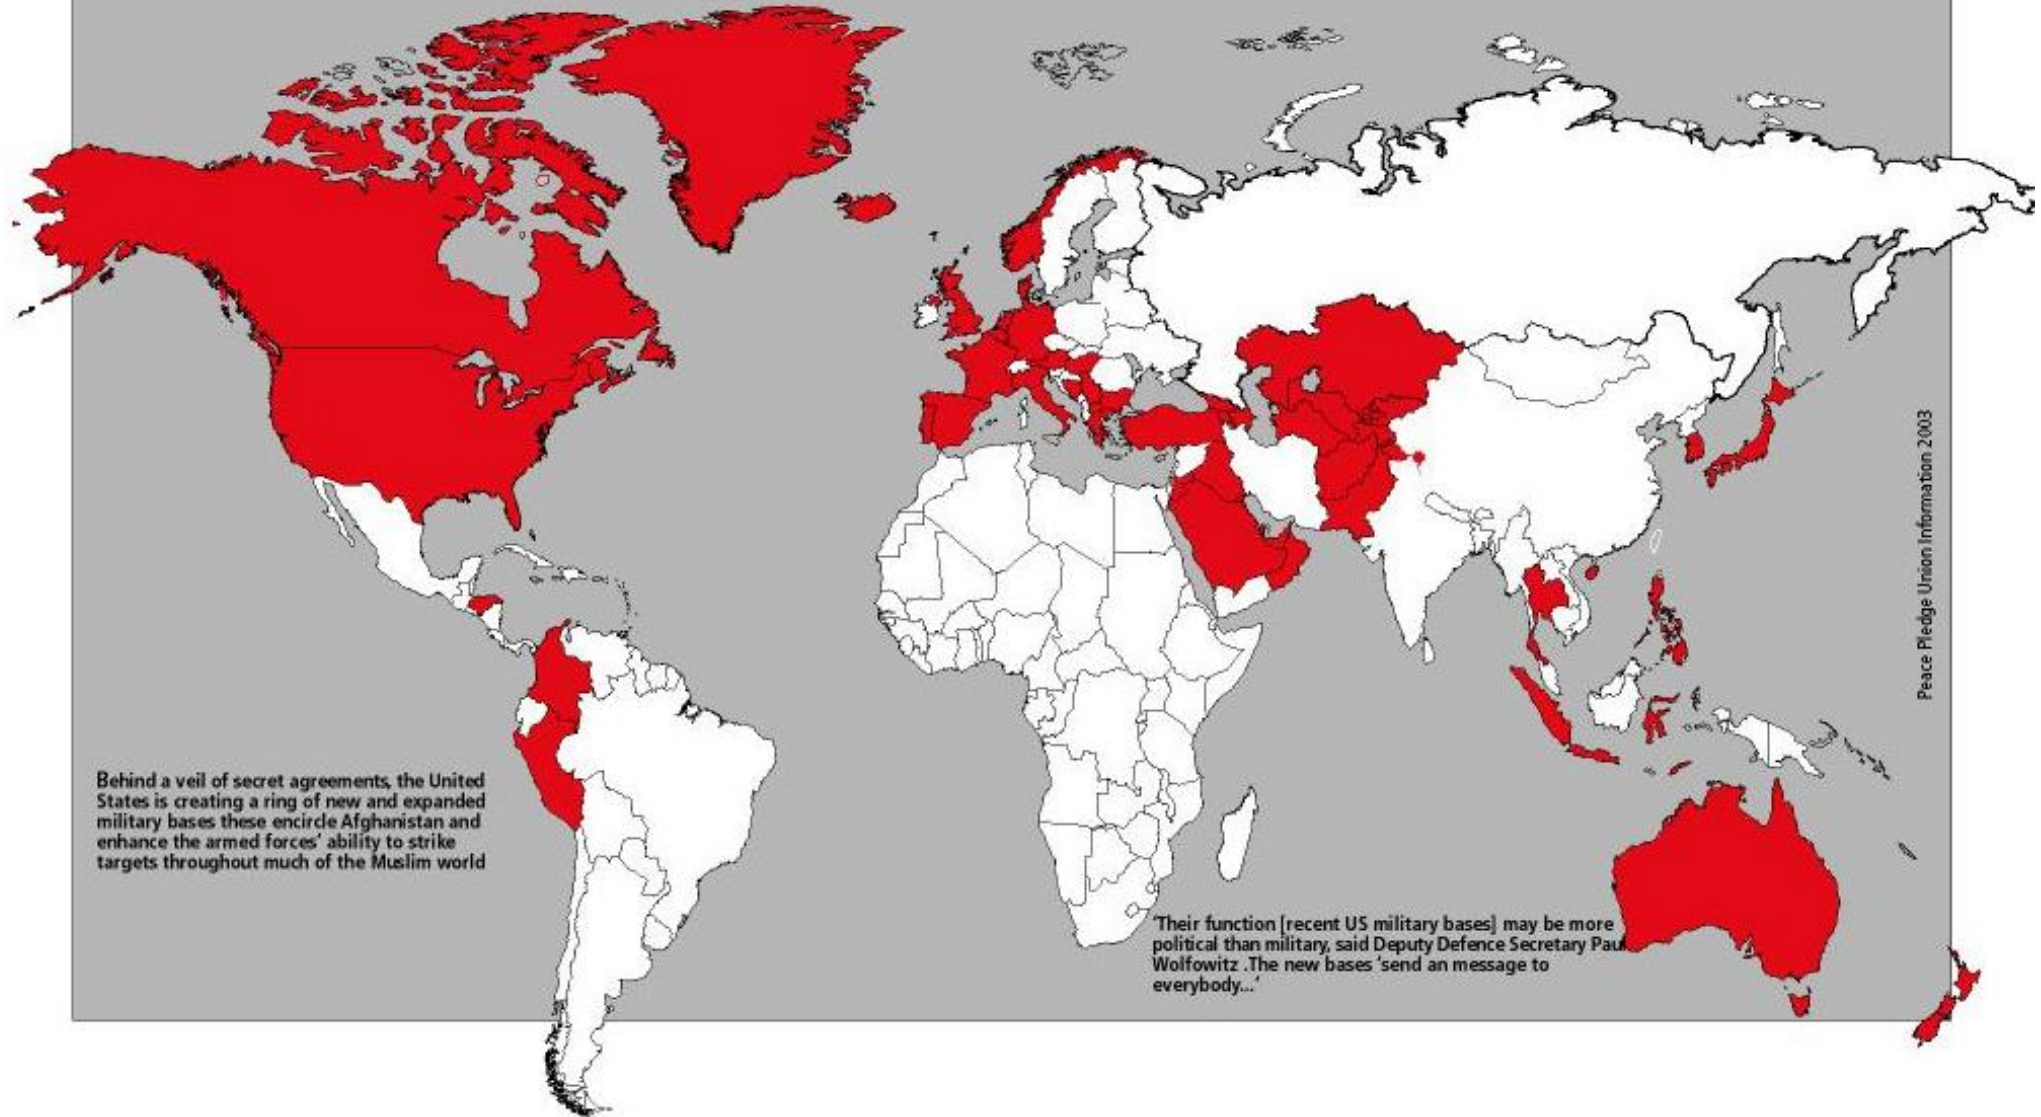 Behind a veil of secret agreements, the United
States is creating a ring of new and expanded
military bases these encircle Afghanistan and
enhance the armed forces' ability to strike
targets throughout much of the Muslim world
'Their function [recent US military bases] may be more
political than military, said Deputy Defence Secretary Paul
Wolfowitz .The new bases 'send an message to
everybody...'
Peace Pledge Union Information 2003